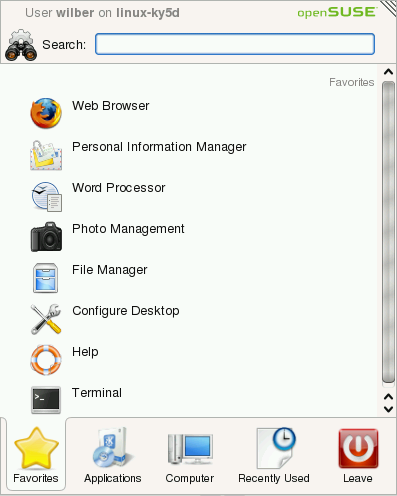 User wilber on linux-ky5d
openSUSE
Search:
Favorites
Web Browser
Personal Information Manager
Word Processor
Photo Management
File Manager
Configure Desktop
Help
>_
Terminal
Favorites
Applications
Computer
Recently Used
Leave